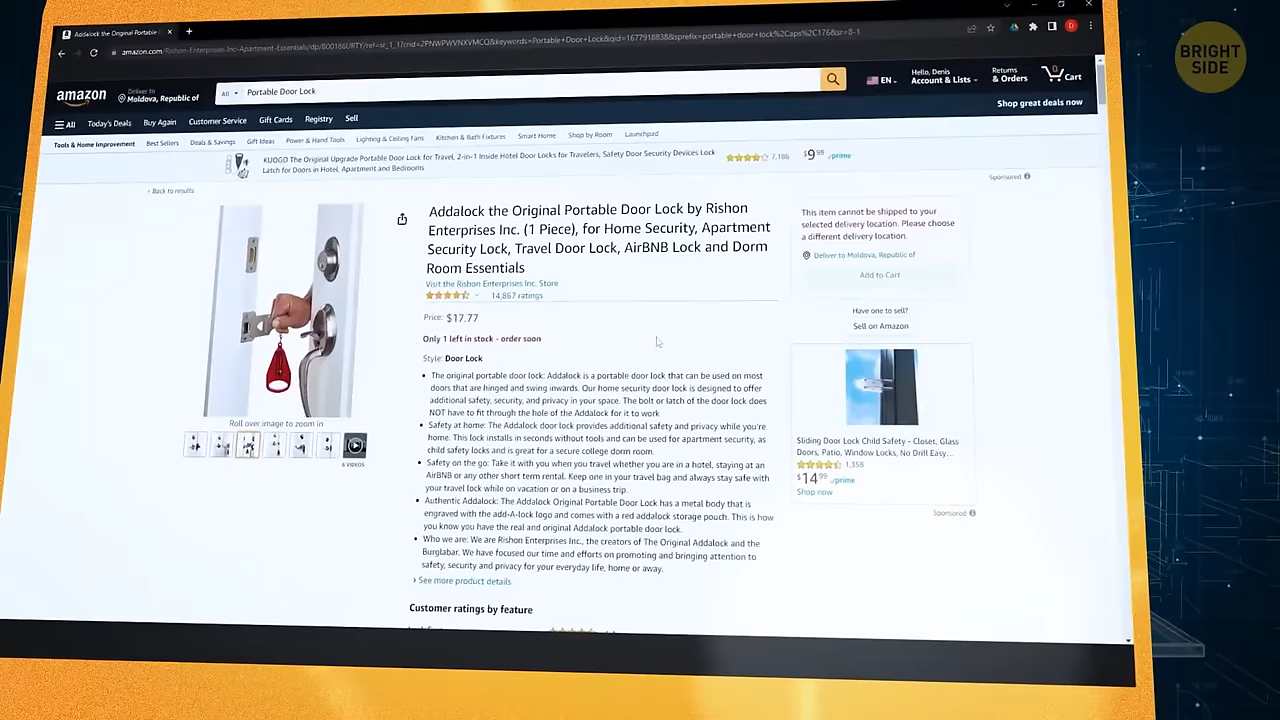 Addalock the Original Portable
BRIGHT
SIDE
amazon
Deliver to
Moldova, Republic of
All
Portable Door Lock
EN
Hello, Denis
Account & Lists
Returns
& Orders
0
Cart
All
Today's Deals
Buy Again
Customer Service
Gift Cards
Registry
Sell
Shop great deals now
Tools & Home Improvement
Best Sellers
Deals & Savings
Gift Ideas
Power & Hand Tools
Lighting & Ceiling Fans
Kitchen & Bath Fixtures
Smart Home
Shop by Room
Launchpad
KUOGO The Original Upgrade Portable Door Lock for Travel, 2-in-1 Inside Hotel Door Locks for Travelers, Safety Door Security Devices Lock
Latch for Doors in Hotel, Apartment and Bedrooms
7,186
$9 98 prime
Sponsored
‹ Back to results
Addalock the Original Portable Door Lock by Rishon
Enterprises Inc. (1 Piece), for Home Security, Apartment
Security Lock, Travel Door Lock, AirBNB Lock and Dorm
Room Essentials
Visit the Rishon Enterprises Inc. Store
14,867 ratings
Price: $17.77
Only 1 left in stock - order soon
Style: Door Lock
• The original portable door lock: Addalock is a portable door lock that can be used on most
doors that are hinged and swing inwards. Our home security door lock is designed to offer
additional safety, security, and privacy in your space. The bolt or latch of the door lock does
NOT have to fit through the hole of the Addalock for it to work
• Safety at home: The Addalock door lock provides additional safety and privacy while you're
home. This lock installs in seconds without tools and can be used for apartment security, as
child safety locks and is great for a secure college dorm room.
• Safety on the go: Take it with you when you travel whether you are in a hotel, staying at an
AirBNB or any other short term rental. Keep one in your travel bag and always stay safe with
your travel lock while on vacation or on a business trip.
• Authentic Addalock: The Addalock Original Portable Door Lock has a metal body that is
engraved with the add-A-lock logo and comes with a red addalock storage pouch. This is how
you know you have the real and original Addalock portable door lock.
• Who we are: We are Rishon Enterprises Inc., the creators of The Original Addalock and the
Burglabar. We have focused our time and efforts on promoting and bringing attention to
safety, security and privacy for your everyday life, home or away.
› See more product details
Customer ratings by feature
Roll over image to zoom in
6 VIDEOS
This item cannot be shipped to your
selected delivery location. Please choose
a different delivery location.
Deliver to Moldova, Republic of
Add to Cart
Have one to sell?
Sell on Amazon
Sliding Door Lock Child Safety - Closet, Glass
Doors, Patio, Window Locks, No Drill Easy...
1,358
$14 99 prime
Shop now
Sponsored